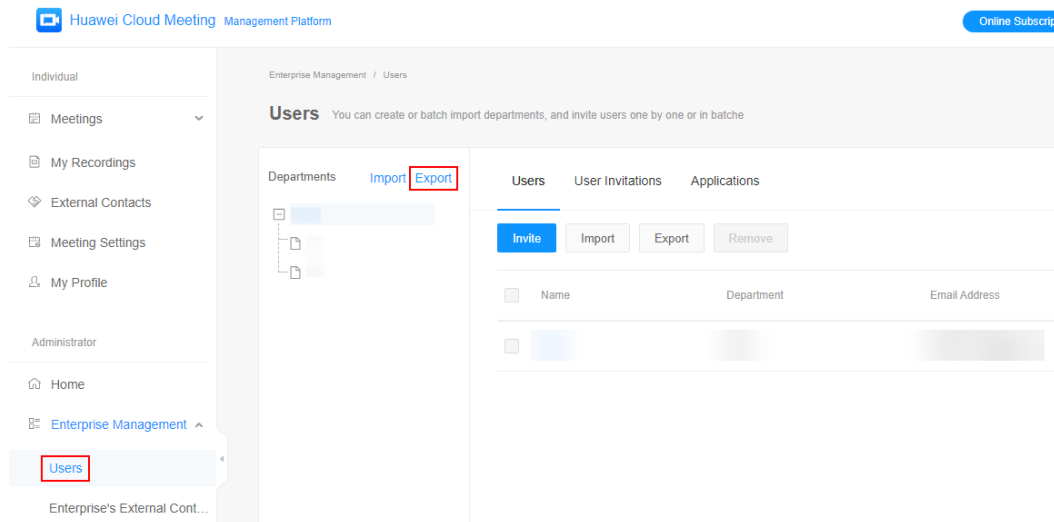 Huawei Cloud Meeting Management Platform
Online Subscrip
Individual
Meetings
My Recordings
External Contacts
Meeting Settings
My Profile
Administrator
Home
Enterprise Management
Users
Enterprise's External Cont...
Enterprise Management / Users
Users You can create or batch import departments, and invite users one by one or in batche
Departments Import Export
Users User Invitations Applications
Invite Import Export Remove
Name Department Email Address